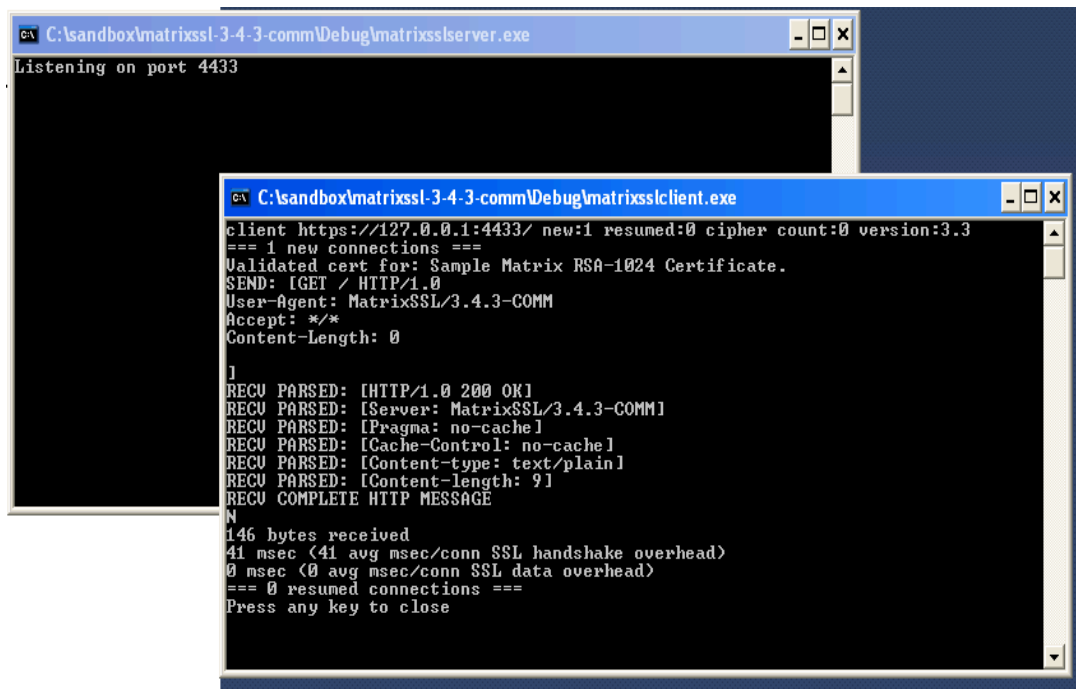 C:\sandbox\matrixssl-3-4-3-comm\Debug\matrixsslserver.exe
Listening on port 4433
C:\sandbox\matrixssl-3-4-3-comm\Debug\matrixsslclient.exe
client https://127.0.0.1:4433/ new:1 resumed:0 cipher count:0 version:3.3
=== 1 new connections ===
Validated cert for: Sample Matrix RSA-1024 Certificate.
SEND: [GET / HTTP/1.0
User-Agent: MatrixSSL/3.4.3-COMM
Accept: */*
Content-Length: 0
]
RECV PARSED: [HTTP/1.0 200 OK]
RECV PARSED: [Server: MatrixSSL/3.4.3-COMM]
RECV PARSED: [Pragma: no-cache]
RECV PARSED: [Cache-Control: no-cache]
RECV PARSED: [Content-type: text/plain]
RECV PARSED: [Content-length: 9]
RECV COMPLETE HTTP MESSAGE
N
146 bytes received
41 msec (41 avg msec/conn SSL handshake overhead)
0 msec (0 avg msec/conn SSL data overhead)
=== 0 resumed connections ===
Press any key to close